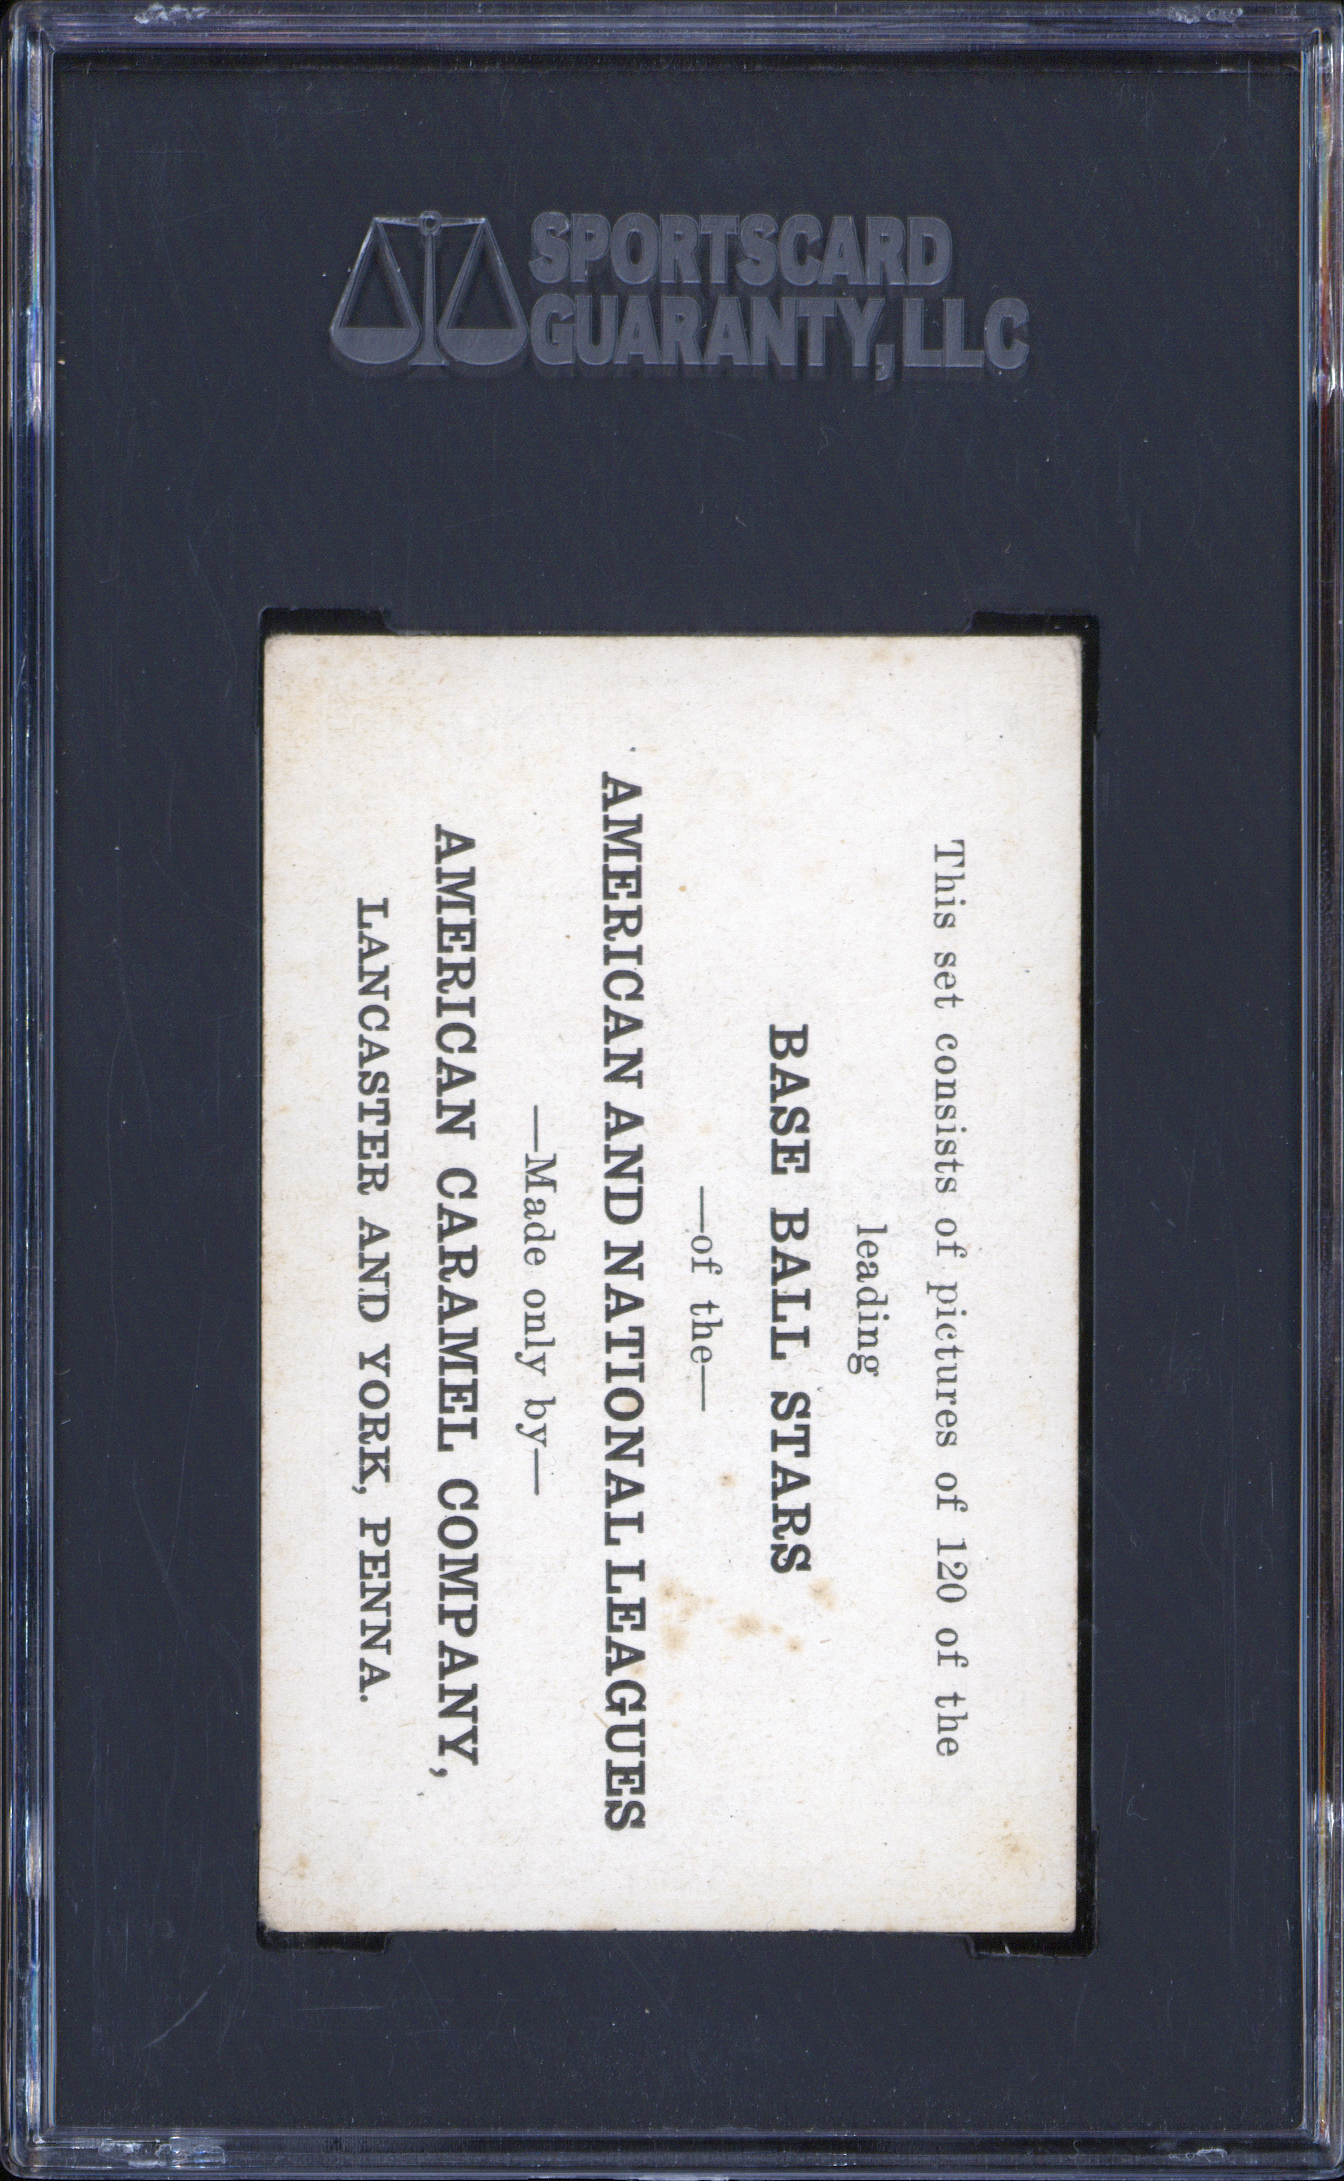 SPORTSCARD
GUARANTY, LLC
This set consists of pictures of 120 of the
leading
BASE BALL STARS
—of the—
AMERICAN AND NATIONAL LEAGUES
—Made only by—
AMERICAN CARAMEL COMPANY,
LANCASTER AND YORK, PENNA.